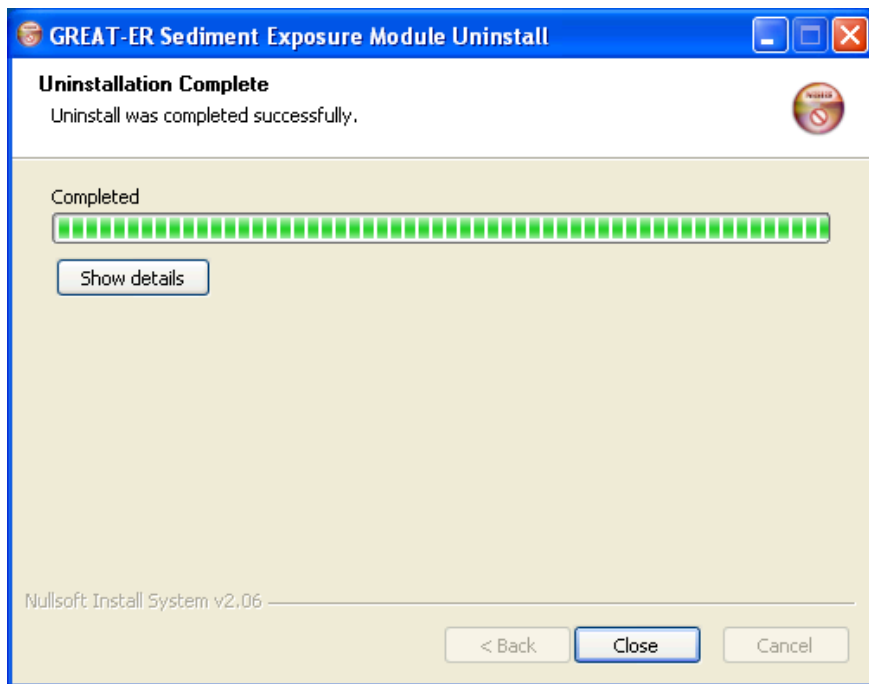 GREAT-ER Sediment Exposure Module Uninstall
Uninstallation Complete
Uninstall was completed successfully.
Completed
Show details
Nullsoft Install System v2.06
< Back
Close
Cancel